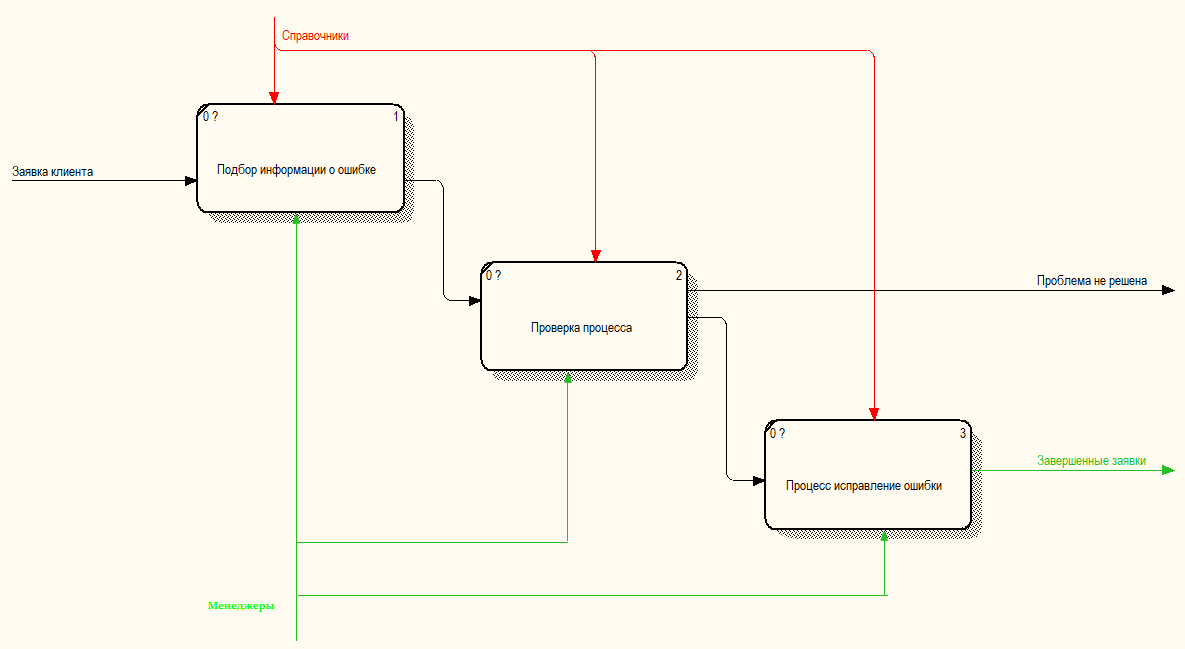 Справочники
0 ?
1
Подбор информации о ошибке
Заявка клиента
0 ?
2
Проверка процесса
Проблема не решена
0 ?
3
Процесс исправление ошибки
Завершенные заявки
Менеджеры